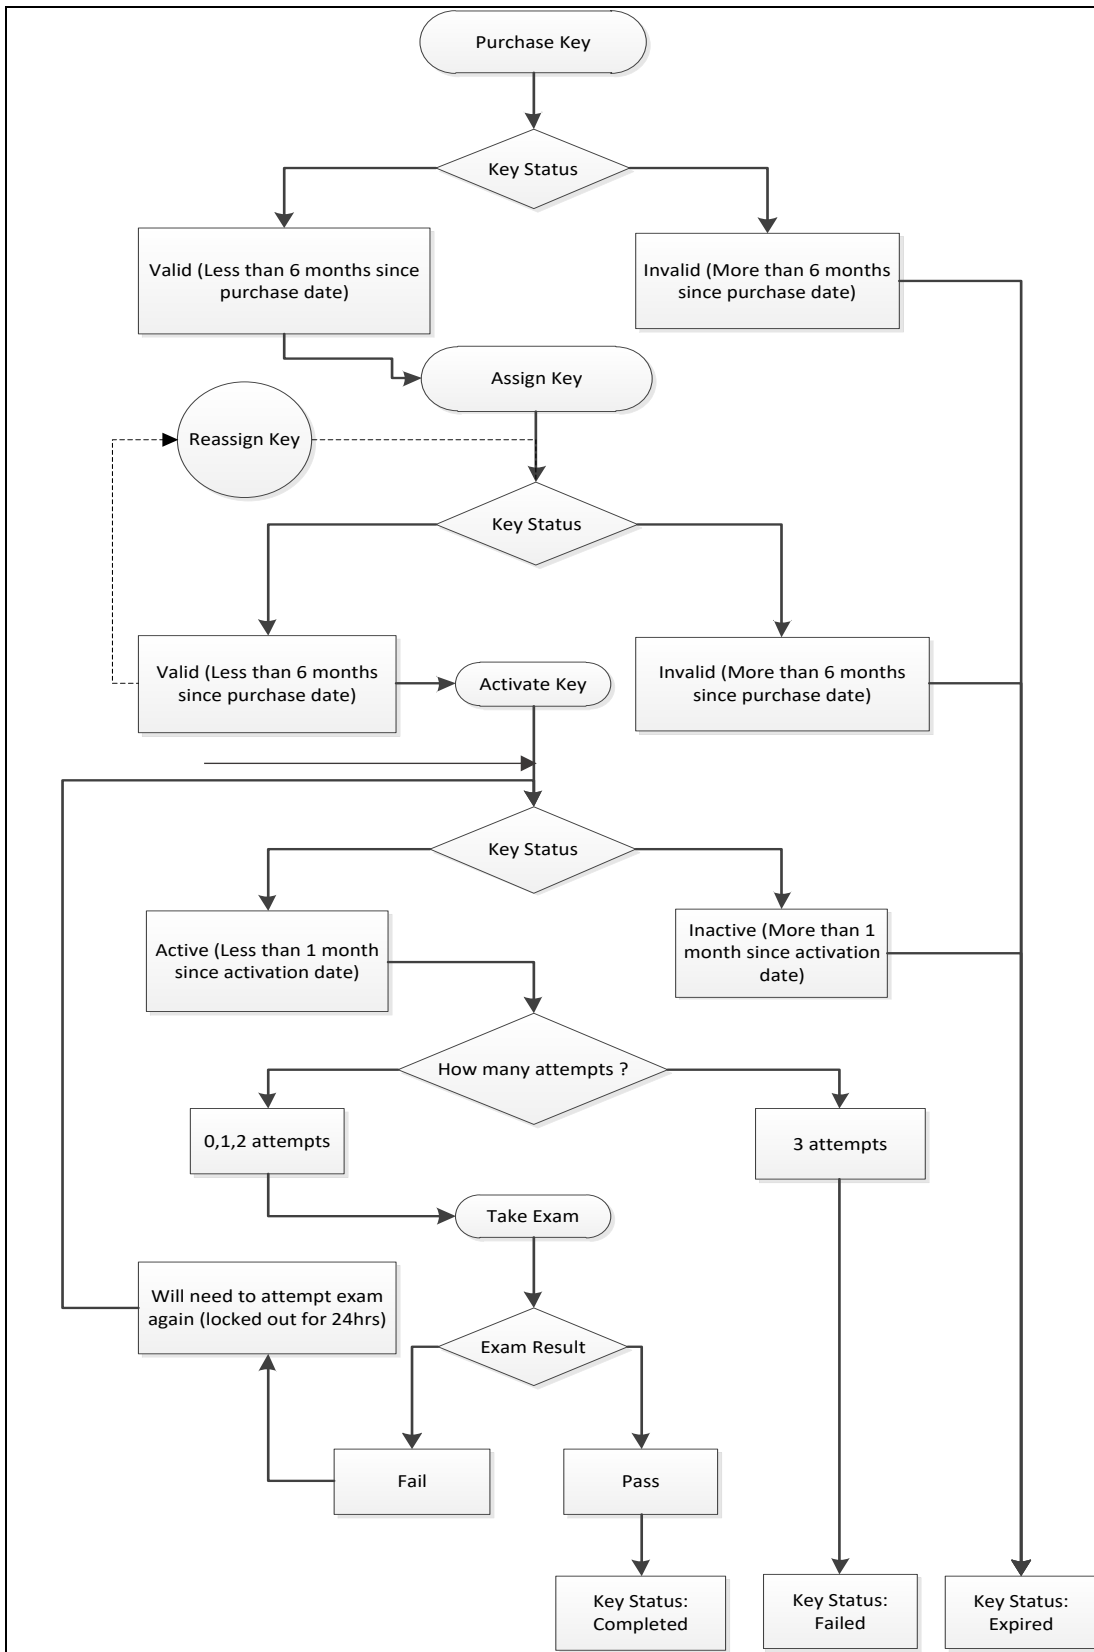 Purchase Key
Key Status
Valid (Less than 6 months since
purchase date)
Invalid (More than 6 months
since purchase date)
Assign Key
Reassign Key
Key Status
Valid (Less than 6 months
since purchase date)
Activate Key
Invalid (More than 6 months
since purchase date)
Key Status
Active (Less than 1 month
since activation date)
Inactive (More than 1
month since activation
date)
How many attempts ?
0,1,2 attempts
3 attempts
Take Exam
Will need to attempt exam
again (locked out for 24hrs)
Exam Result
Fail
Pass
Key Status:
Completed
Key Status:
Failed
Key Status:
Expired